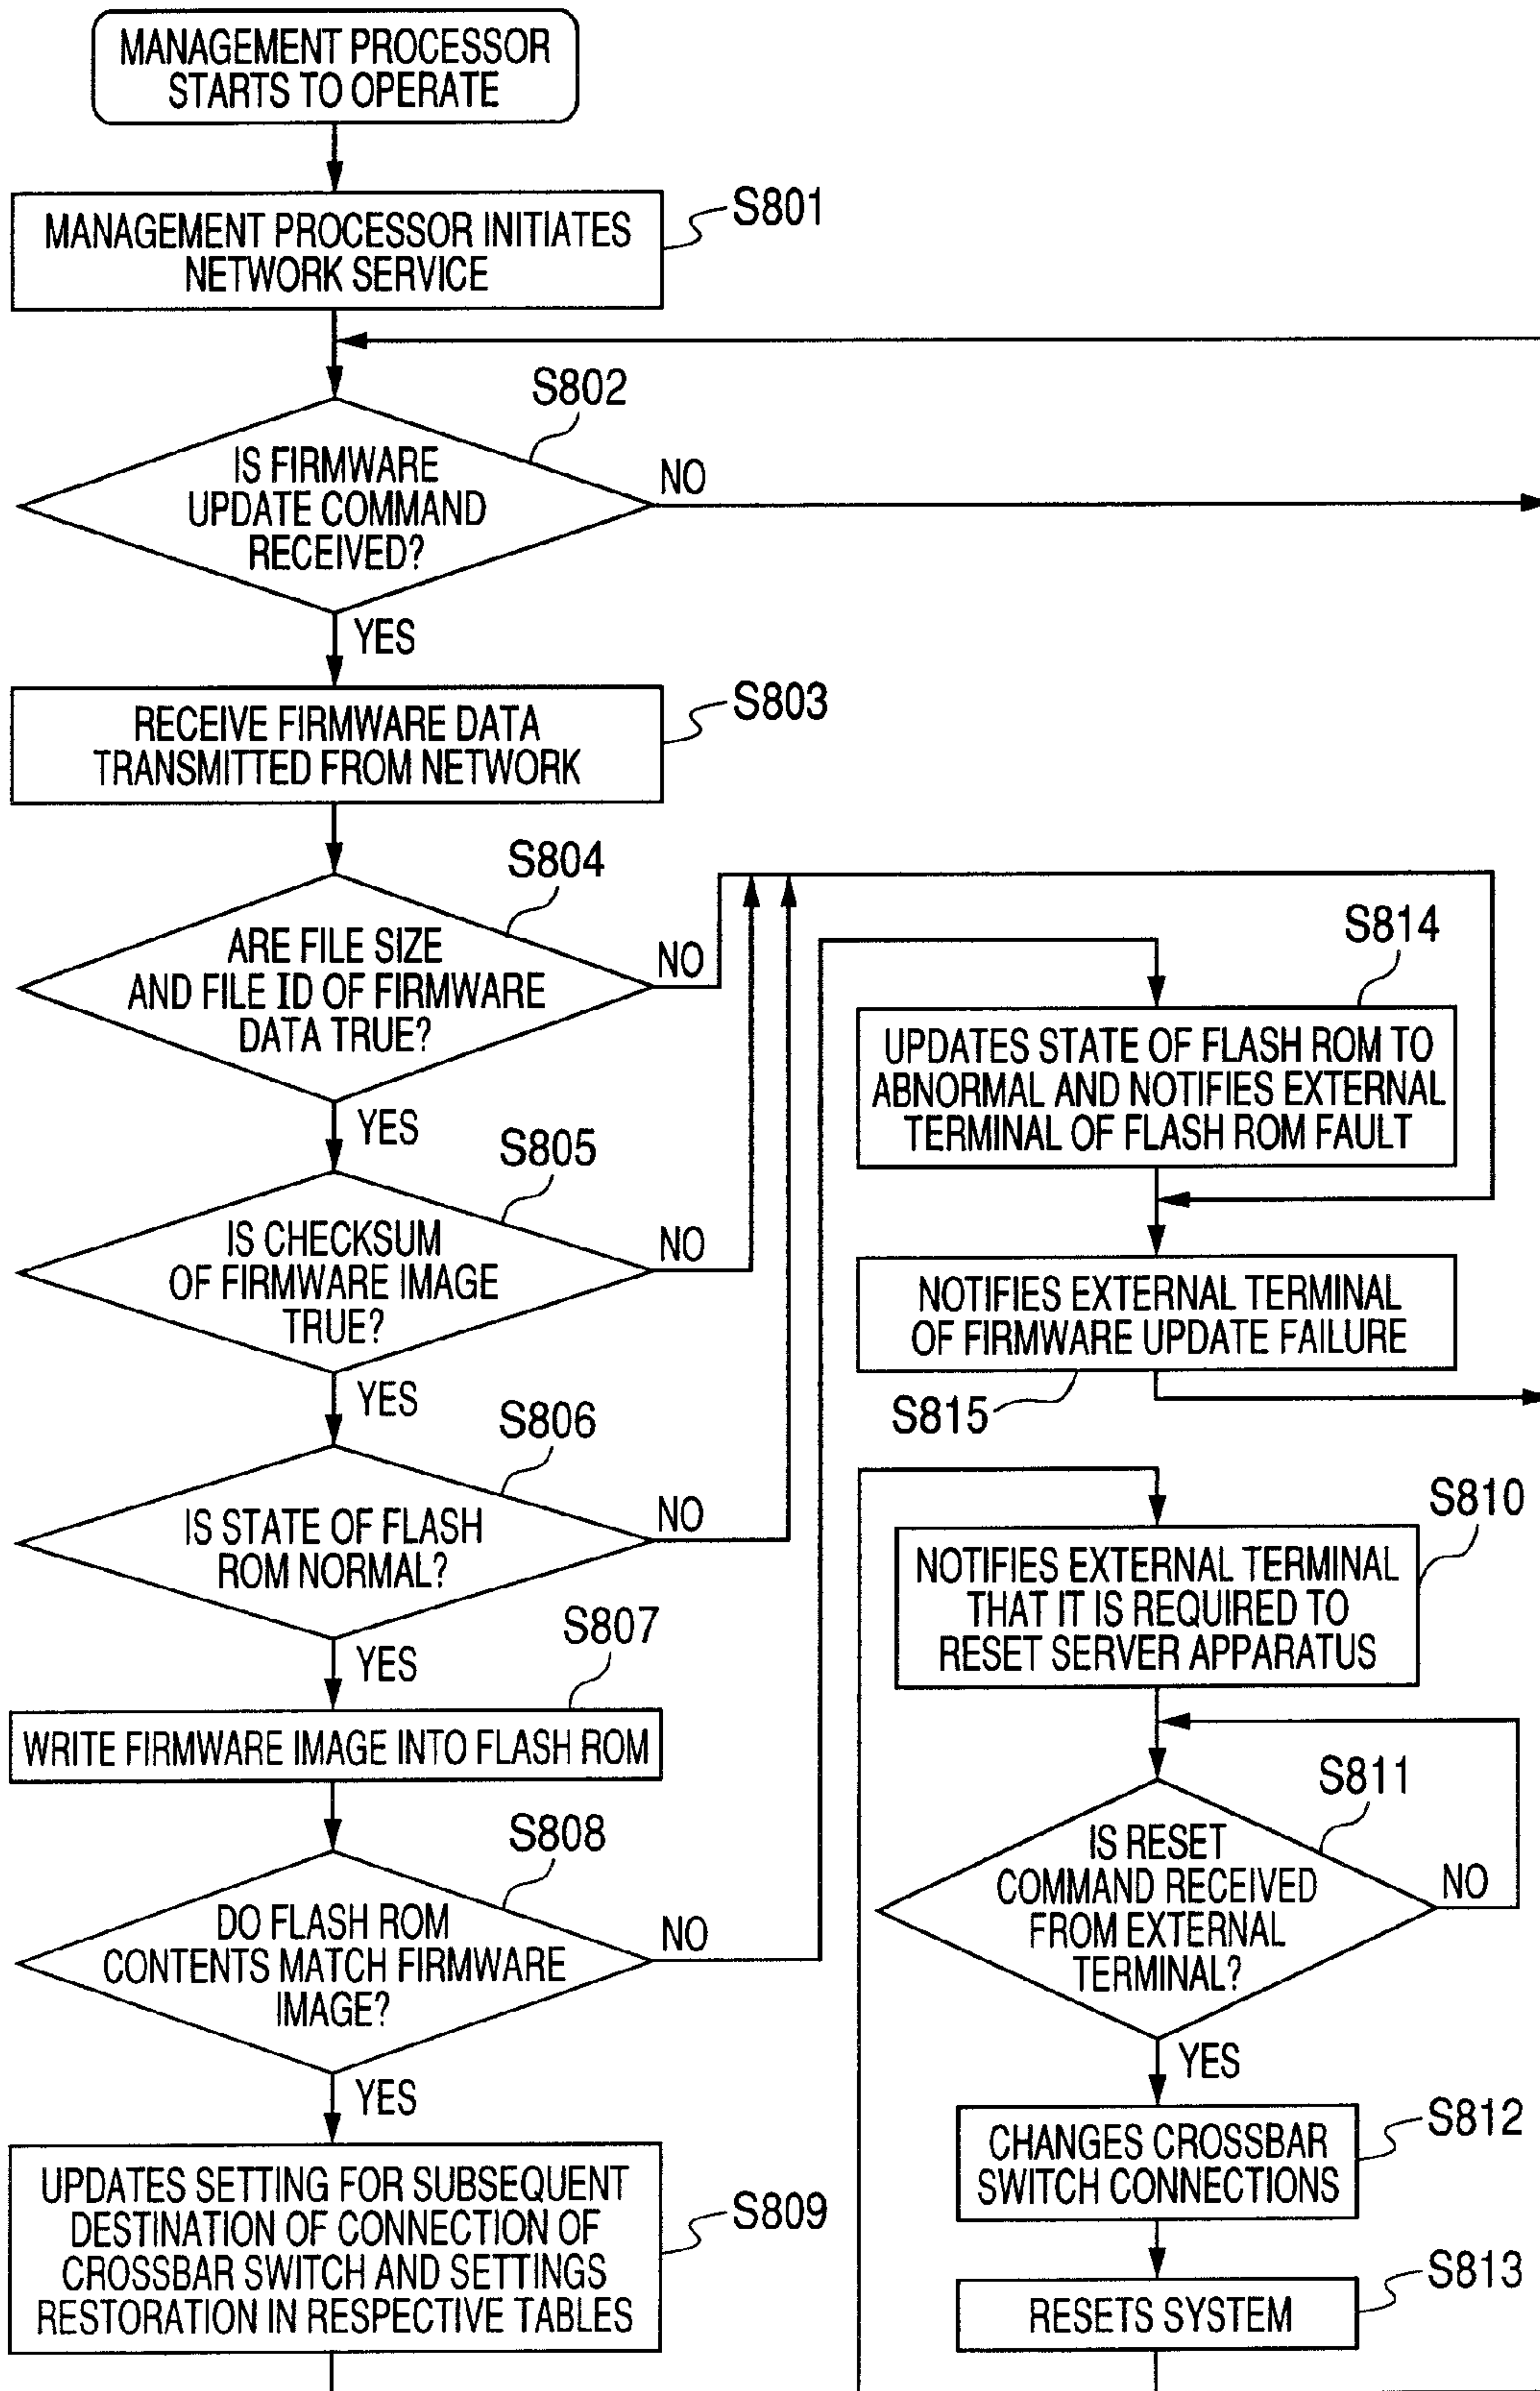 MANAGEMENT PROCESSOR
STARTS TO OPERATE
S801
MANAGEMENT PROCESSOR INITIATES
NETWORK SERVICE
S802
IS FIRMWARE
UPDATE COMMAND
RECEIVED?
NO
YES
S803
RECEIVE FIRMWARE DATA
TRANSMITTED FROM NETWORK
S804
ARE FILE SIZE
AND FILE ID OF FIRMWARE
DATA TRUE?
NO
YES
S805
IS CHECKSUM
OF FIRMWARE IMAGE
TRUE?
NO
YES
S806
IS STATE OF FLASH
ROM NORMAL?
NO
YES
S807
WRITE FIRMWARE IMAGE INTO FLASH ROM
S808
DO FLASH ROM
CONTENTS MATCH FIRMWARE
IMAGE?
NO
YES
UPDATES SETTING FOR SUBSEQUENT
DESTINATION OF CONNECTION OF
CROSSBAR SWITCH AND SETTINGS
RESTORATION IN RESPECTIVE TABLES
S809
S814
UPDATES STATE OF FLASH ROM TO
ABNORMAL AND NOTIFIES EXTERNAL
TERMINAL OF FLASH ROM FAULT
NOTIFIES EXTERNAL TERMINAL
OF FIRMWARE UPDATE FAILURE
S815
S810
NOTIFIES EXTERNAL TERMINAL
THAT IT IS REQUIRED TO
RESET SERVER APPARATUS
S811
IS RESET
COMMAND RECEIVED
FROM EXTERNAL
TERMINAL?
NO
YES
S812
CHANGES CROSSBAR
SWITCH CONNECTIONS
S813
RESETS SYSTEM